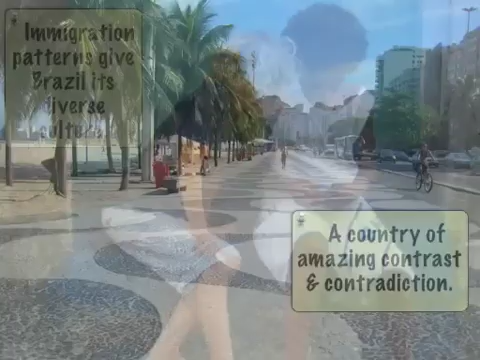 Immigration
patterns give
Brazil its
diverse
culture.
A country of
amazing contrast
& contradiction.